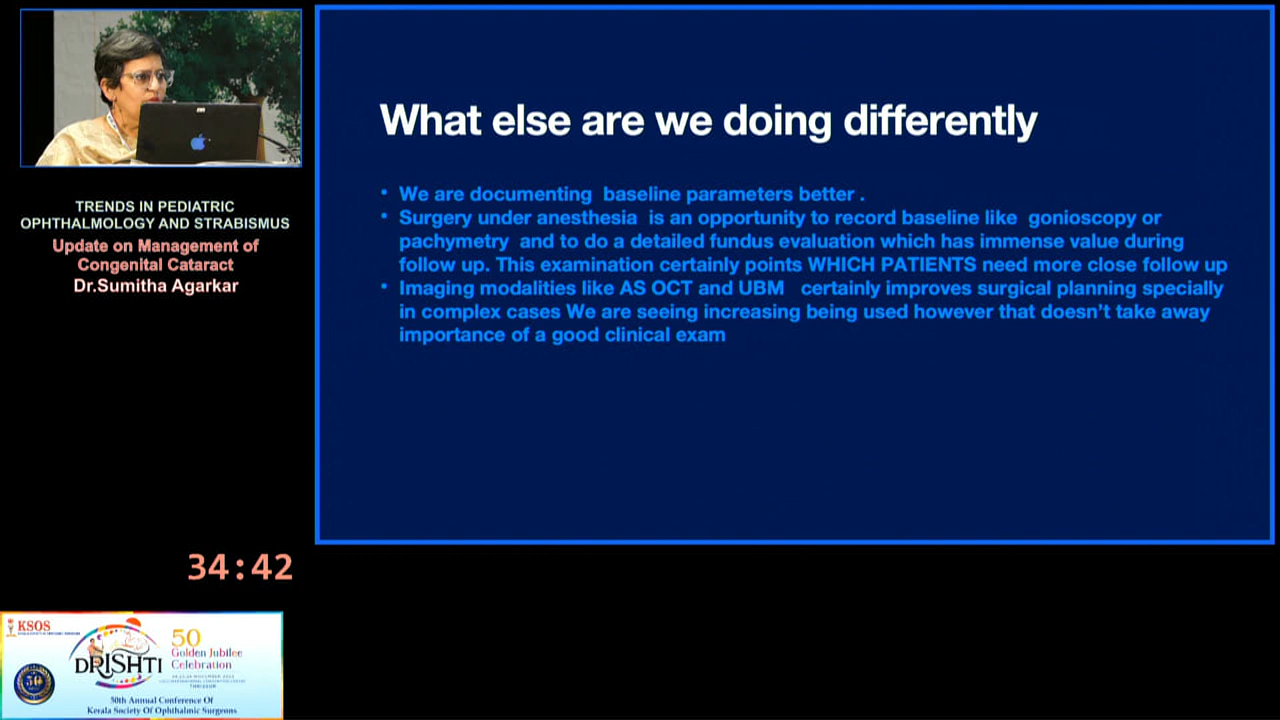 TRENDS IN PEDIATRIC
OPHTHALMOLOGY AND STRABISMUS
Update on Management of
Congenital Cataract
Dr.Sumitha Agarkar
34:42
What else are we doing differently
• We are documenting baseline parameters better .
• Surgery under anesthesia is an opportunity to record baseline like gonioscopy or
pachymetry and to do a detailed fundus evaluation which has immense value during
follow up. This examination certainly points WHICH PATIENTS need more close follow up
• Imaging modalities like AS OCT and UBM certainly improves surgical planning specially
in complex cases We are seeing increasing being used however that doesn’t take away
importance of a good clinical exam
KSOS
DRISHTI
50
Golden Jubilee
Celebration
THRISSUR
50th Annual Conference Of
Kerala Society Of Ophthalmic Surgeons